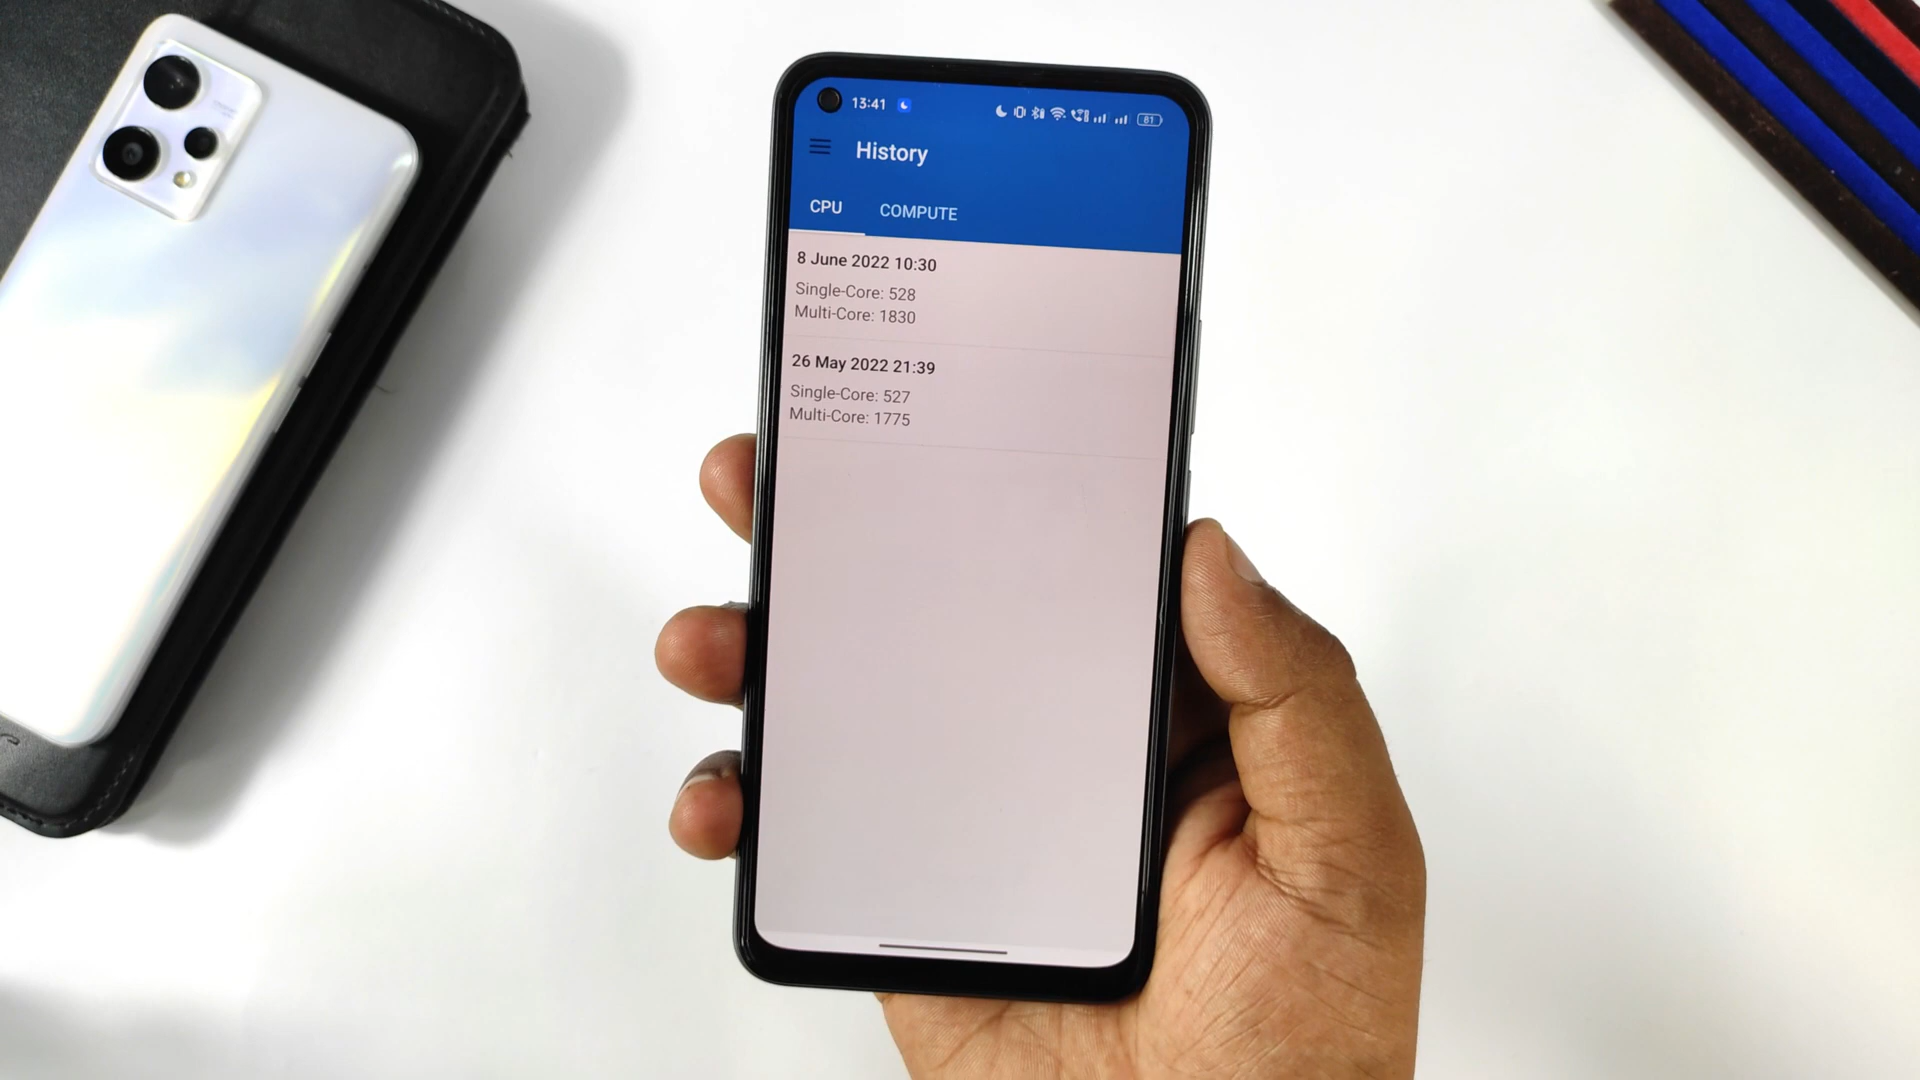 13:41
81
History
CPU COMPUTE
8 June 2022 10:30
Single-Core: 528
Multi-Core: 1830
26 May 2022 21:39
Single-Core: 527
Multi-Core: 1775